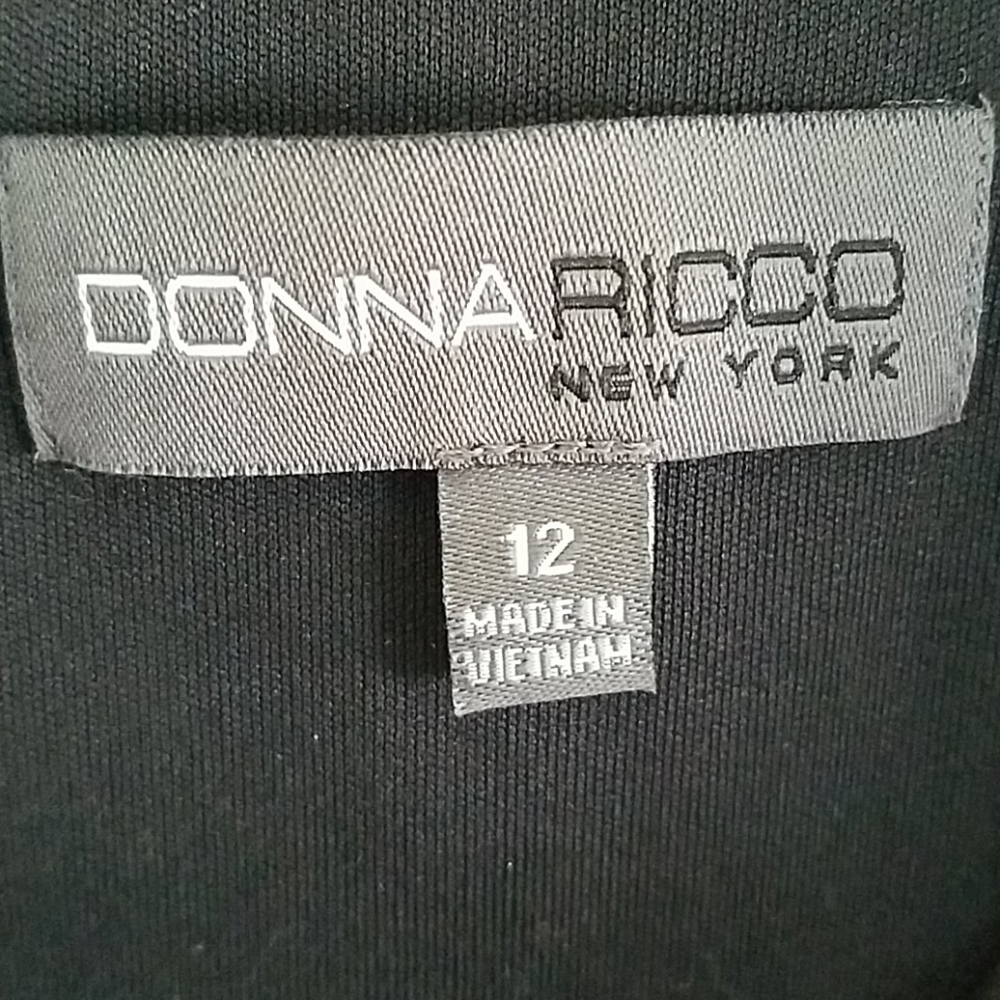 DONNA RICCO
NEW YORK
12
MADE IN
VIETNAM